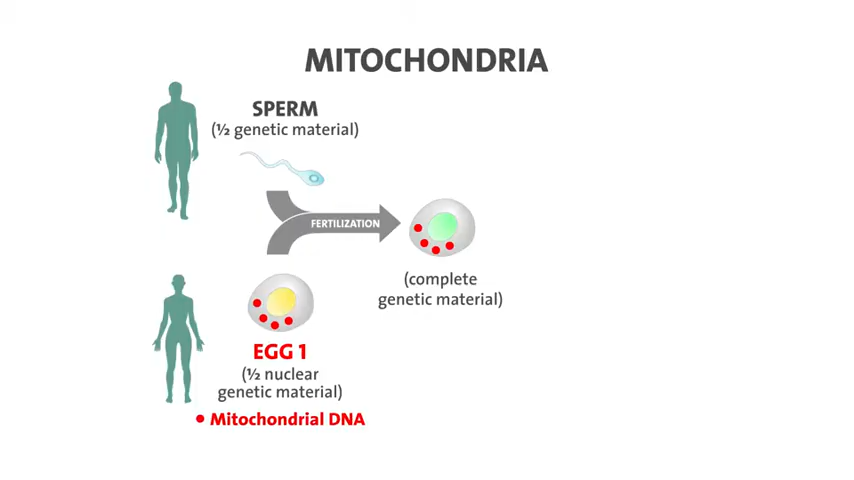 MITOCHONDRIA
SPERM
(½ genetic material)
FERTILIZATION
(complete
genetic material)
EGG 1
(½ nuclear
genetic material)
• Mitochondrial DNA